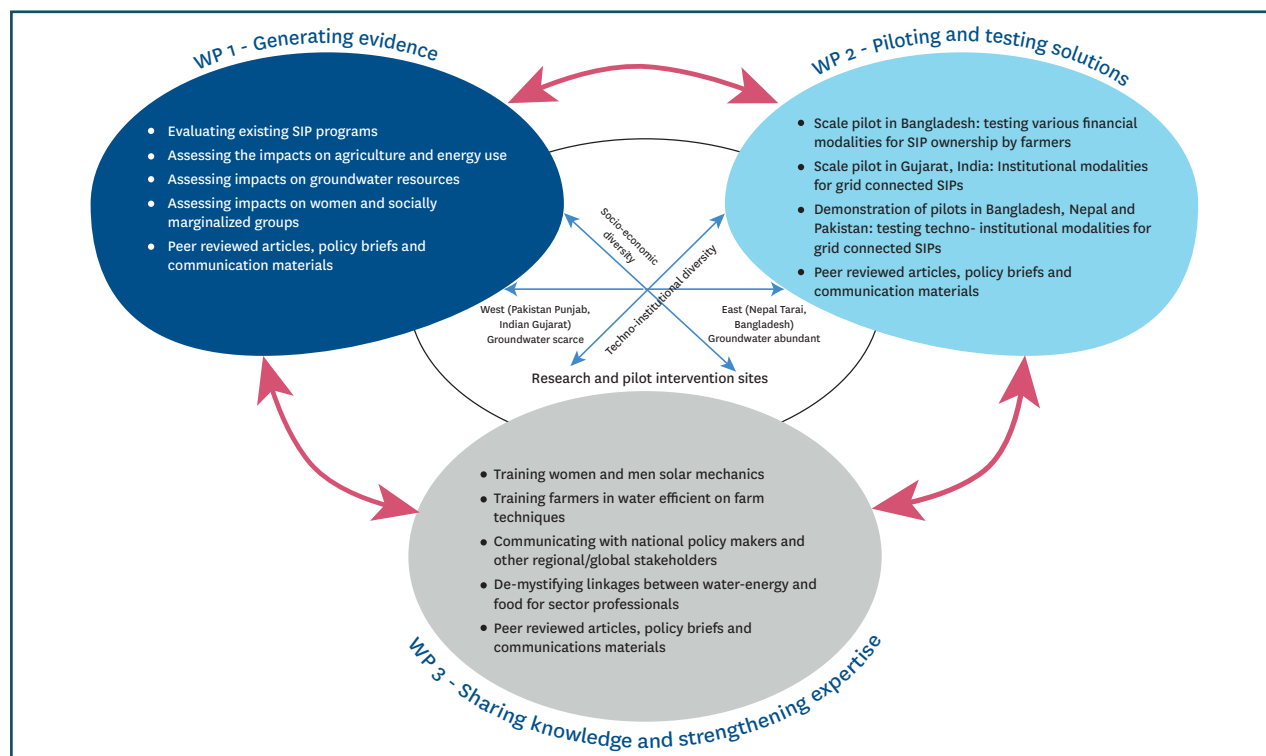 WP 1 - Generating evidence
• Evaluating existing SIP programs
• Assessing the impacts on agriculture and energy use
• Assessing impacts on groundwater resources
• Assessing impacts on women and socially
marginalized groups
• Peer reviewed articles, policy briefs and
communication materials
WP 2 - Piloting and testing solutions
• Scale pilot in Bangladesh: testing various financial
modalities for SIP ownership by farmers
• Scale pilot in Gujarat, India: Institutional modalities
for grid connected SIPs
• Demonstration of pilots in Bangladesh, Nepal and
Pakistan: testing techno- institutional modalities for
grid connected SIPs
• Peer reviewed articles, policy briefs and
communication materials
Socio-economic
diversity
Techno-institutional diversity
West (Pakistan Punjab,
Indian Gujarat)
Groundwater scarce
East (Nepal Tarai,
Bangladesh)
Groundwater abundant
Research and pilot intervention sites
• Training women and men solar mechanics
• Training farmers in water efficient on farm
techniques
• Communicating with national policy makers and
other regional/global stakeholders
• De-mystifying linkages between water-energy and
food for sector professionals
• Peer reviewed articles, policy briefs and
communications materials
WP 3 - Sharing knowledge and strengthening expertise